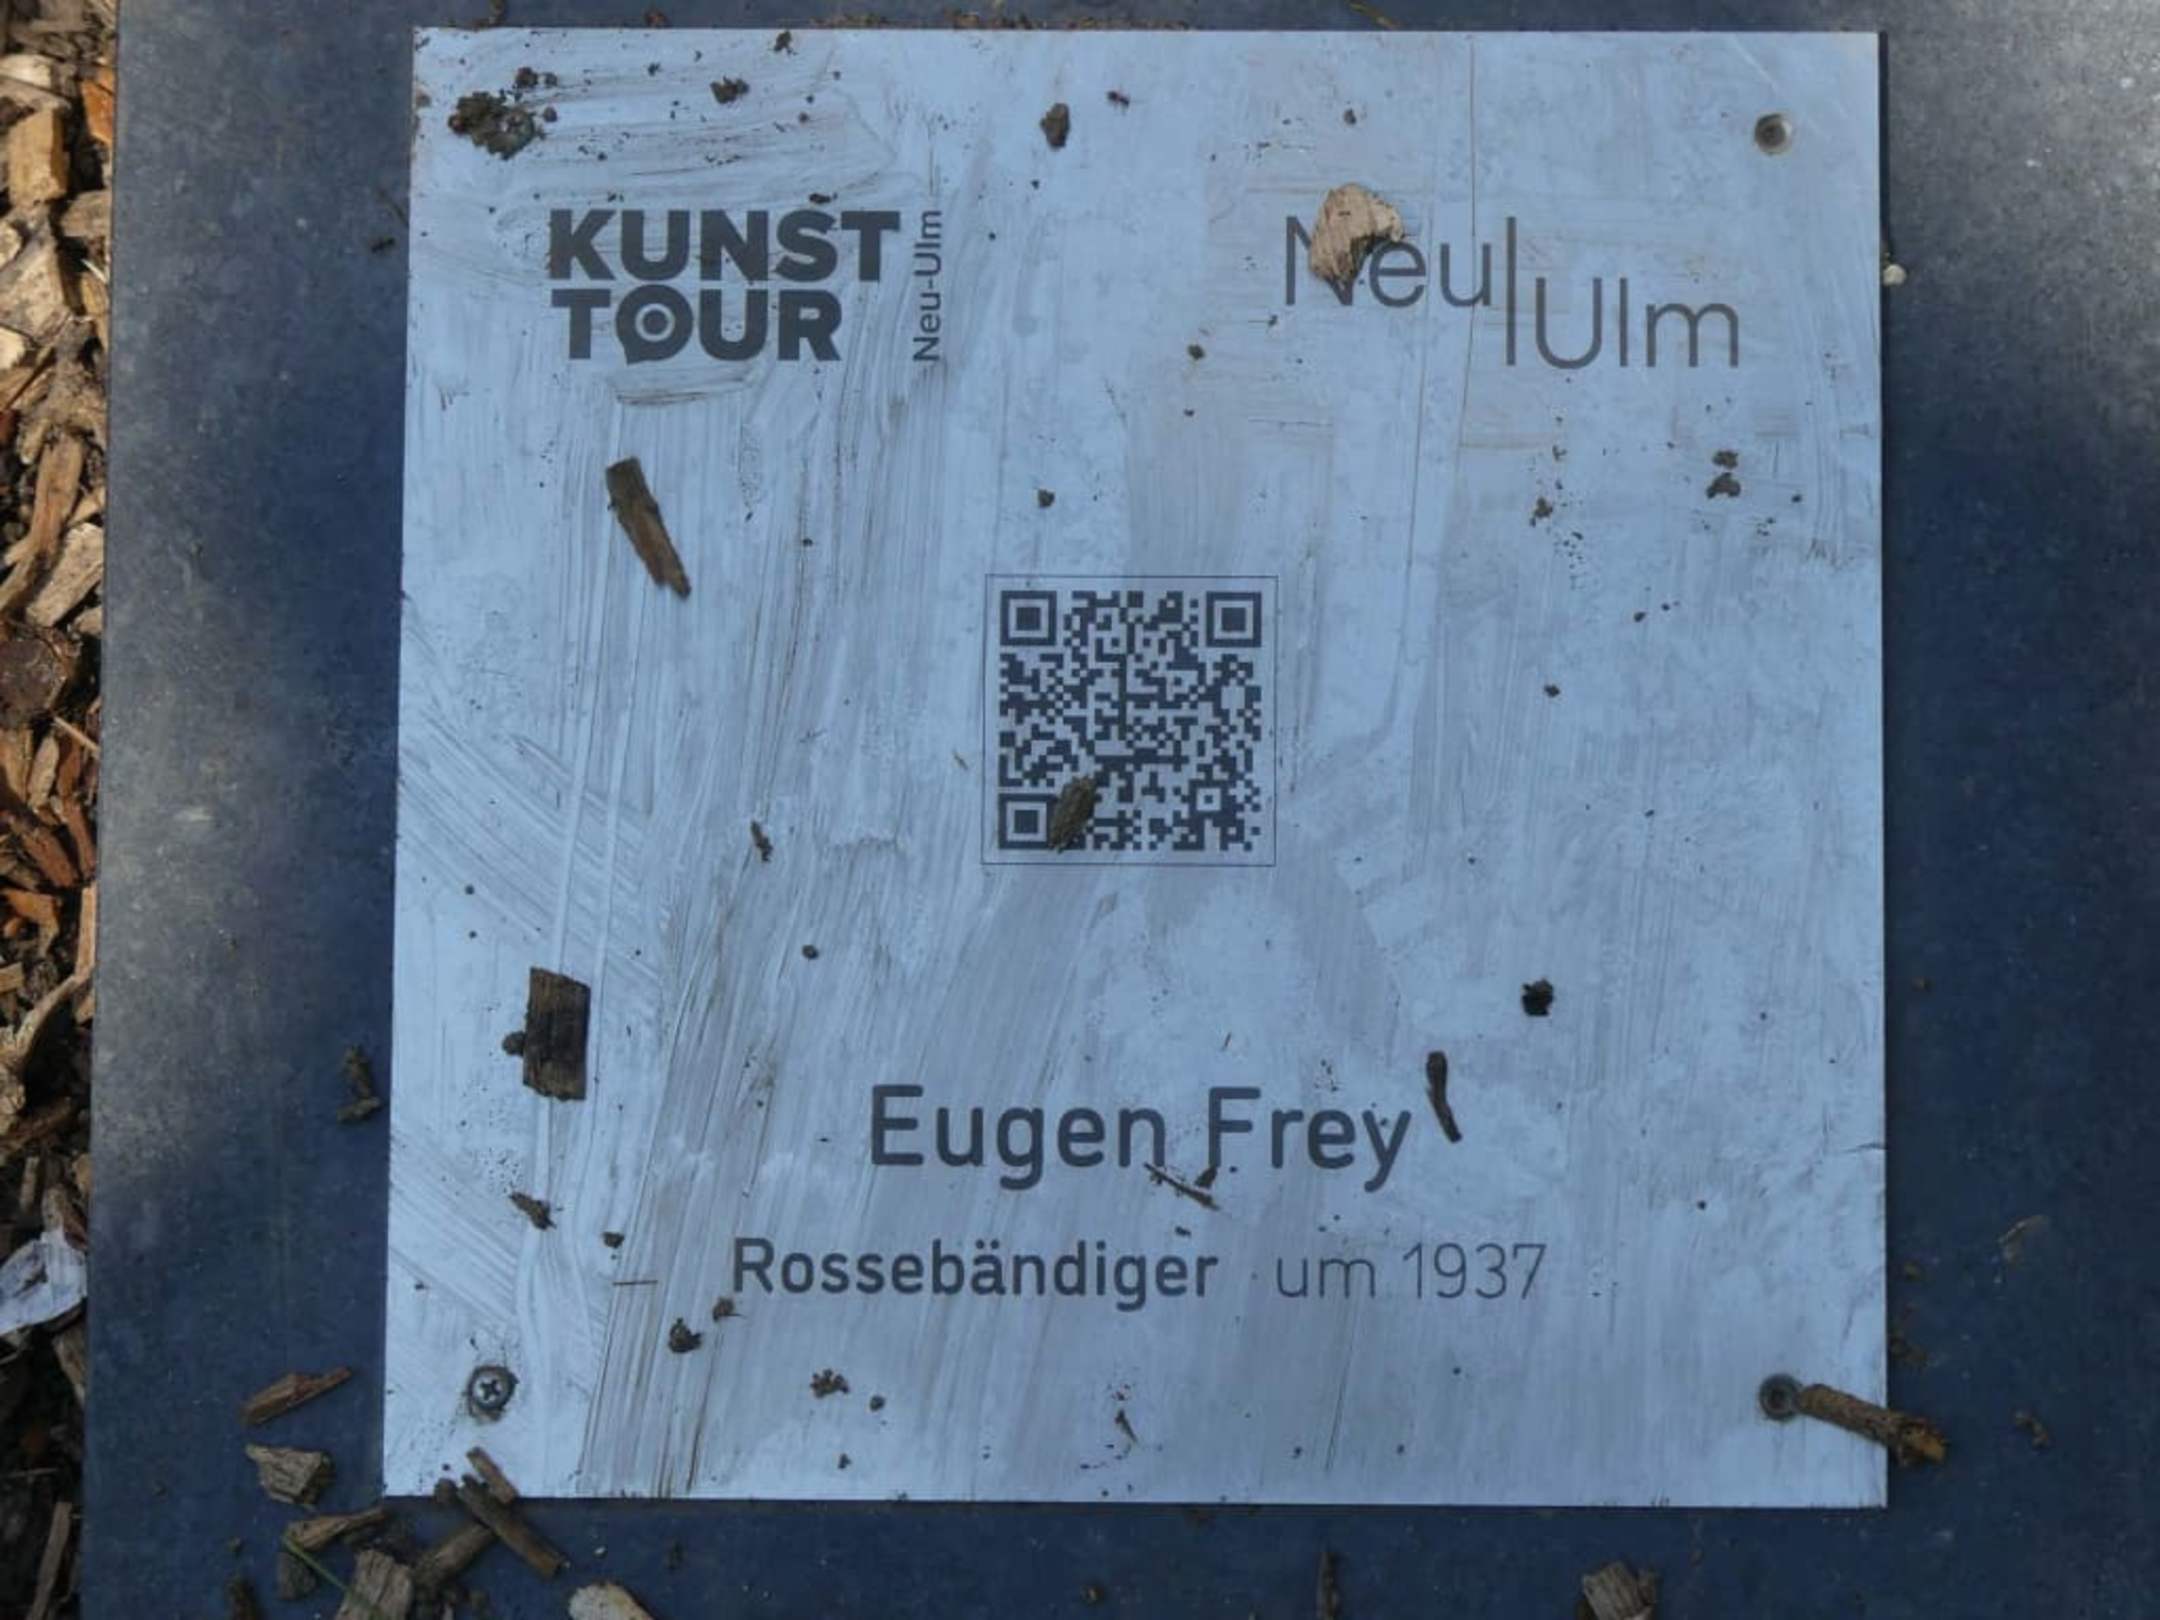 KUNST
TOUR
Neu-Ulm
Neu
Ulm
Eugen Frey
Rossebändiger um 1937